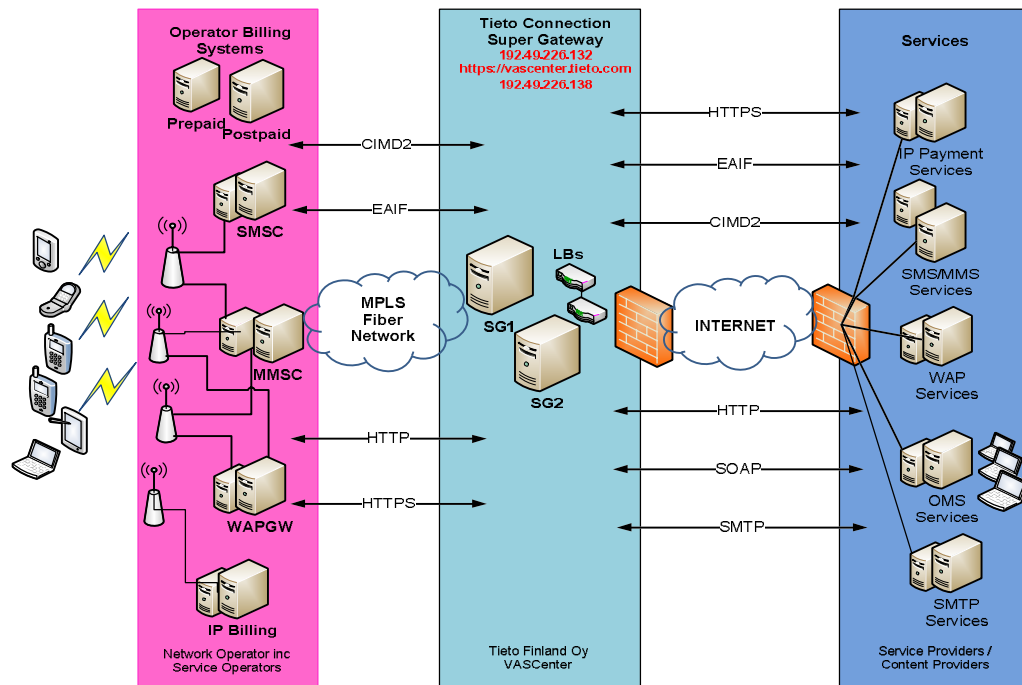 Operator Billing
Systems
Prepaid
Postpaid
SMSC
MMSC
WAPGW
IP Billing
Network Operator inc
Service Operators
CIMD2
EAIF
MPLS
Fiber
Network
HTTP
HTTPS
Tieto Connection
Super Gateway
192.49.226.132
https://vascenter.tieto.com
192.49.226.138
LBs
SG1
SG2
Tieto Finland Oy
VASCenter
HTTPS
EAIF
CIMD2
INTERNET
HTTP
SOAP
SMTP
Services
IP Payment
Services
SMS/MMS
Services
WAP
Services
OMS
Services
SMTP
Services
Service Providers /
Content Providers